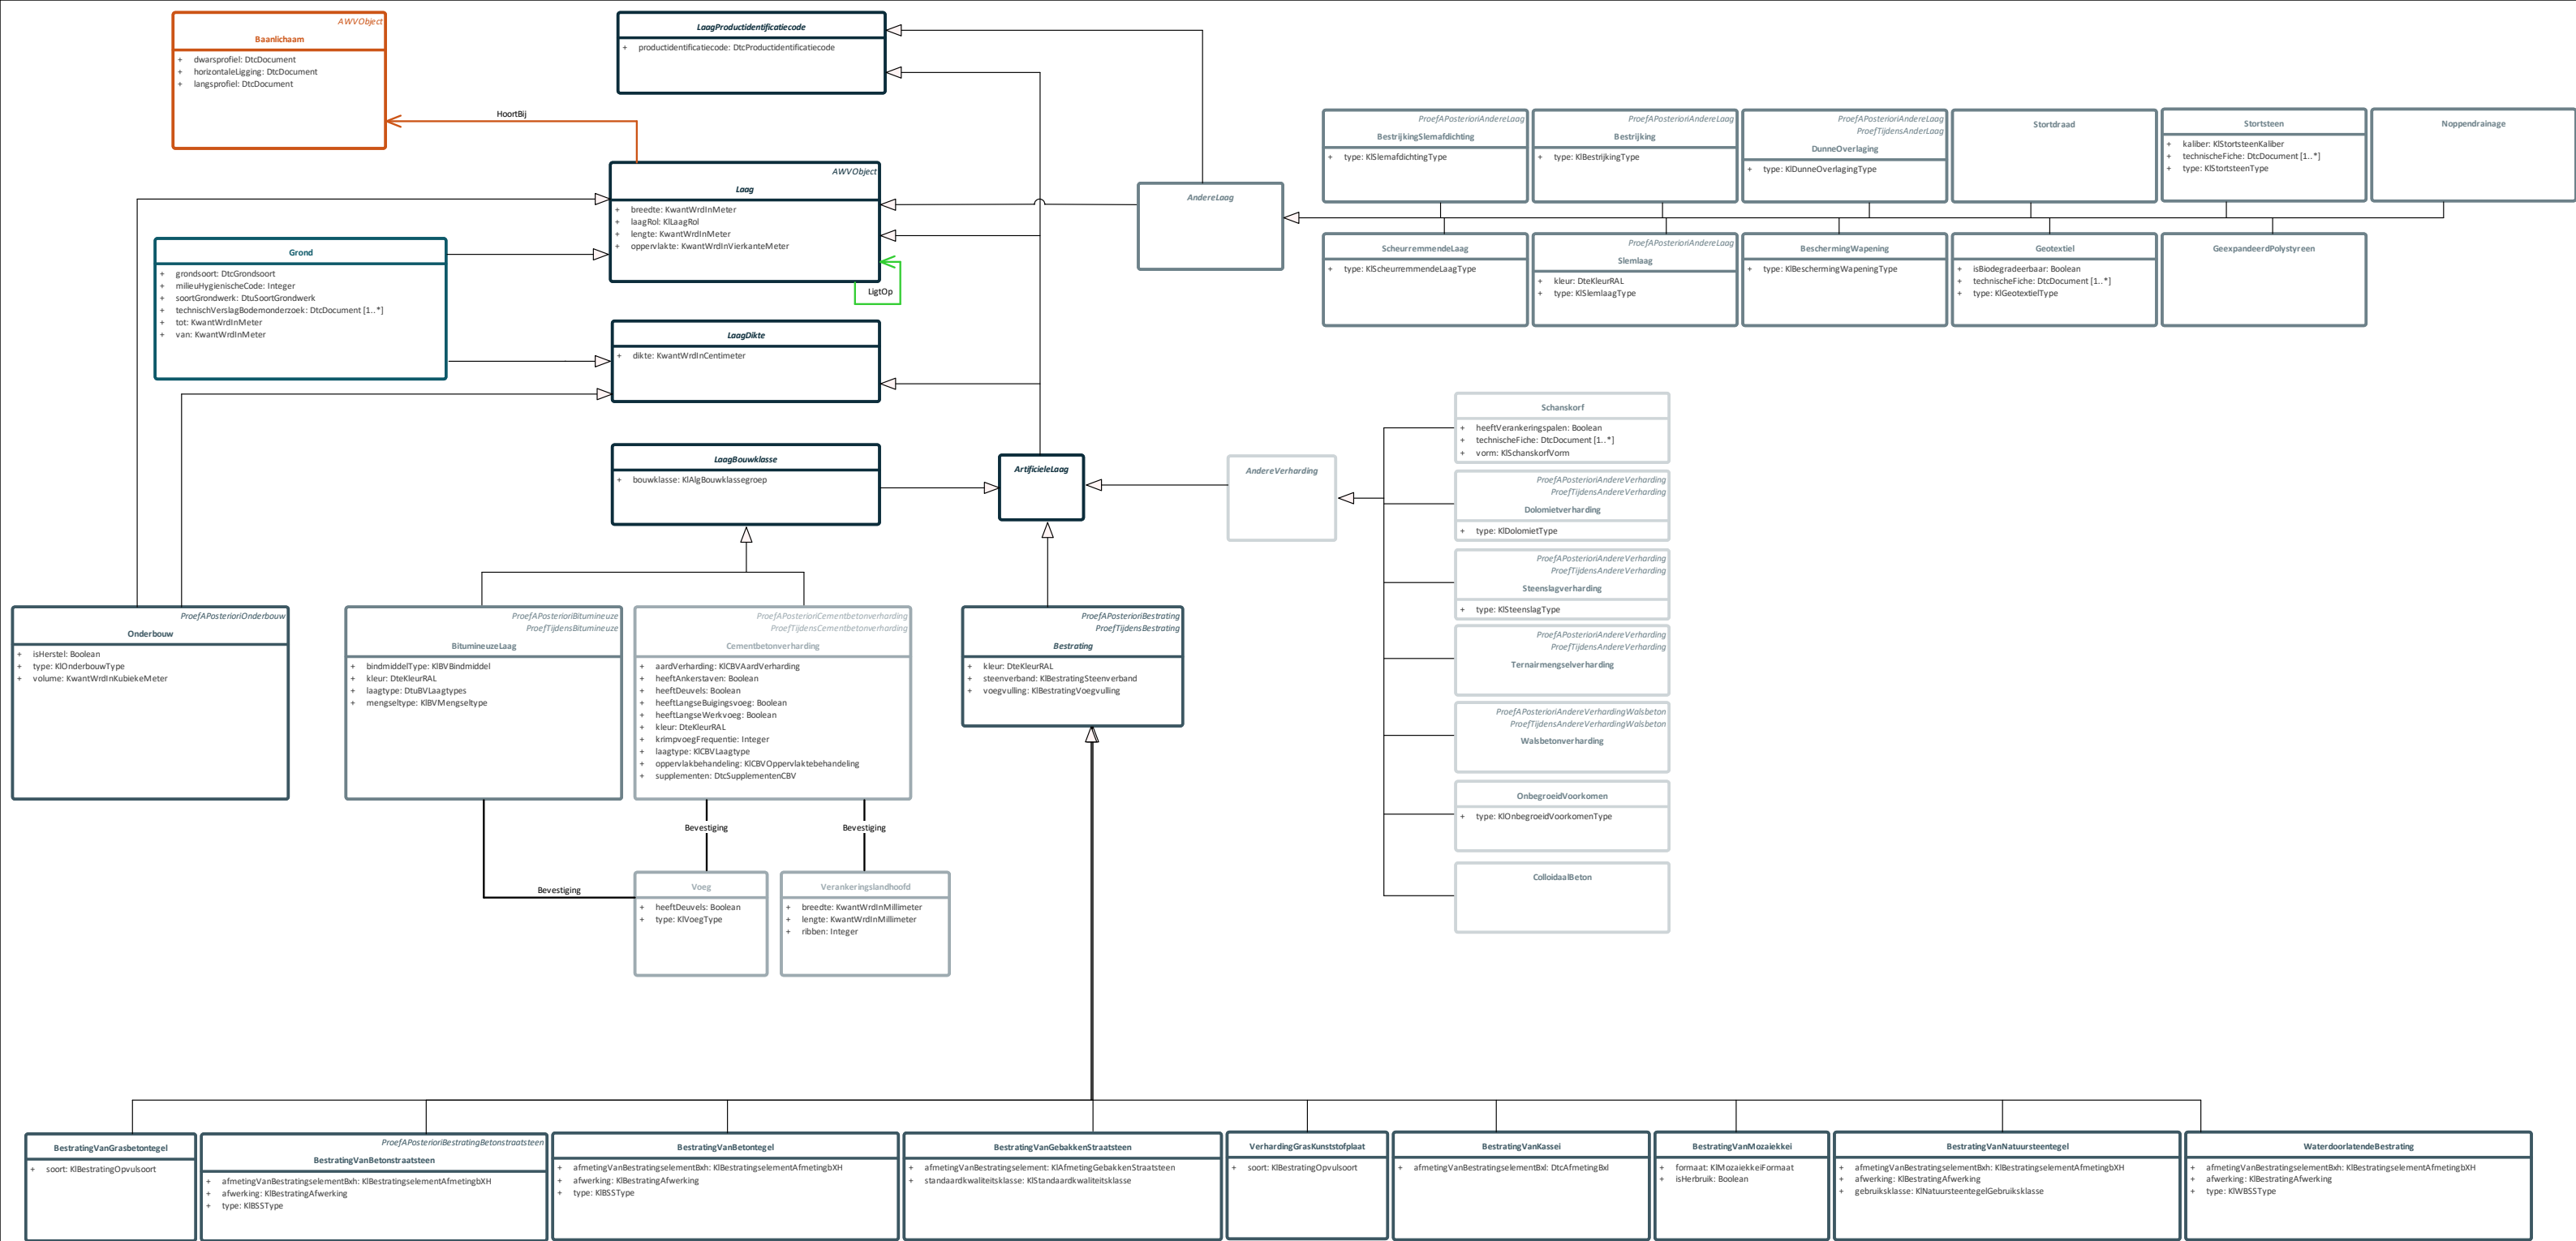 AWVObject
Baanlichaam
+ dwarsprofiel: DtcDocument
+ horizontaleLigging: DtcDocument
+ langsprofiel: DtcDocument
LaagProductidentificatiecode
+ productidentificatiecode: DtcProductidentificatiecode
HoortBij
AWVObject
Laag
+ breedte: KwantWrdInMeter
+ laagRol: KlLaagRol
+ lengte: KwantWrdInMeter
+ oppervlakte: KwantWrdInVierkanteMeter
LigtOp
Grond
+ grondsoort: DtcGrondsoort
+ milieuHygienischeCode: Integer
+ soortGrondwerk: DtuSoortGrondwerk
+ technischVerslagBodemonderzoek: DtcDocument [1..*]
+ tot: KwantWrdInMeter
+ van: KwantWrdInMeter
LaagDikte
+ dikte: KwantWrdInCentimeter
LaagBouwklasse
+ bouwklasse: KlAlgBouwklassegroep
ArtificieleLaag
AndereLaag
ProefAPosterioriAndereLaag
BestrijkingSlemafdichting
+ type: KlSlemafdichtingType
ProefAPosterioriAndereLaag
Bestrijking
+ type: KlBestrijkingType
ProefAPosterioriAndereLaag
ProefTijdensAnderLaag
DunneOverlaging
+ type: KlDunneOverlagingType
Stortdraad
Stortsteen
+ kaliber: KlStortsteenKaliber
+ technischeFiche: DtcDocument [1..*]
+ type: KlStortsteenType
Noppendrainage
ScheurremmendeLaag
+ type: KlScheurremmendeLaagType
ProefAPosterioriAndereLaag
Slemlaag
+ kleur: DteKleurRAL
+ type: KlSlemlaagType
BeschermingWapening
+ type: KlBeschermingWapeningType
Geotextiel
+ isBiodegradeerbaar: Boolean
+ technischeFiche: DtcDocument [1..*]
+ type: KlGeotextielType
GeexpandeerdPolystyreen
AndereVerharding
Schanskorf
+ heeftVerankeringspalen: Boolean
+ technischeFiche: DtcDocument [1..*]
+ vorm: KlSchanskorfVorm
ProefAPosterioriAndereVerharding
ProefTijdensAndereVerharding
Dolomietverharding
+ type: KlDolomietType
ProefAPosterioriAndereVerharding
ProefTijdensAndereVerharding
Steenslagverharding
+ type: KlSteenslagType
ProefAPosterioriAndereVerharding
ProefTijdensAndereVerharding
Ternairmengselverharding
ProefAPosterioriAndereVerhardingWalsbeton
ProefTijdensAndereVerhardingWalsbeton
Walsbetonverharding
OnbegroeidVoorkomen
+ type: KlOnbegroeidVoorkomenType
ColloidaalBeton
ProefAPosterioriOnderbouw
Onderbouw
+ isHerstel: Boolean
+ type: KlOnderbouwType
+ volume: KwantWrdInKubiekeMeter
ProefAPosterioriBitumineuze
ProefTijdensBitumineuze
BitumineuzeLaag
+ bindmiddelType: KlBVBindmiddel
+ kleur: DteKleurRAL
+ laagtype: DtuBVLaagtypes
+ mengseltype: KlBVMengseltype
ProefAPosterioriCementbetonverharding
ProefTijdensCementbetonverharding
Cementbetonverharding
+ aardVerharding: KlCBVAardVerharding
+ heeftAnkerstaven: Boolean
+ heeftDeuvels: Boolean
+ heeftLangseBuigingsvoeg: Boolean
+ heeftLangseWerkvoeg: Boolean
+ kleur: DteKleurRAL
+ krimpvoegFrequentie: Integer
+ laagtype: KlCBVLaagtype
+ oppervlakbehandeling: KlCBVOppervlaktebehandeling
+ supplementen: DtcSupplementenCBV
ProefAPosterioriBestrating
ProefTijdensBestrating
Bestrating
+ kleur: DteKleurRAL
+ steenverband: KlBestratingSteenverband
+ voegvulling: KlBestratingVoegvulling
Bevestiging
Bevestiging
Bevestiging
Voeg
+ heeftDeuvels: Boolean
+ type: KlVoegType
Verankeringslandhoofd
+ breedte: KwantWrdInMillimeter
+ lengte: KwantWrdInMillimeter
+ ribben: Integer
BestratingVanGrasbetontegel
+ soort: KlBestratingOpvulsoort
ProefAPosterioriBestratingBetonstraatsteen
BestratingVanBetonstraatsteen
+ afmetingVanBestratingselementBxh: KlBestratingselementAfmetingbXH
+ afwerking: KlBestratingAfwerking
+ type: KlBSSType
BestratingVanBetontegel
+ afmetingVanBestratingselementBxh: KlBestratingselementAfmetingbXH
+ afwerking: KlBestratingAfwerking
+ type: KlBSSType
BestratingVanGebakkenStraatsteen
+ afmetingVanBestratingselement: KlAfmetingGebakkenStraatsteen
+ standaardkwaliteitsklasse: KlStandaardkwaliteitsklasse
VerhardingGrasKunststofplaat
+ soort: KlBestratingOpvulsoort
BestratingVanKassei
+ afmetingVanBestratingselementBxl: DtcAfmetingBxl
BestratingVanMozaiekkei
+ formaat: KlMozaiekkeiFormaat
+ isHerbruik: Boolean
BestratingVanNatuursteentegel
+ afmetingVanBestratingselementBxh: KlBestratingselementAfmetingbXH
+ afwerking: KlBestratingAfwerking
+ gebruiksklasse: KlNatuursteentegelGebruiksklasse
WaterdoorlatendeBestrating
+ afmetingVanBestratingselementBxh: KlBestratingselementAfmetingbXH
+ afwerking: KlBestratingAfwerking
+ type: KlWBSSType